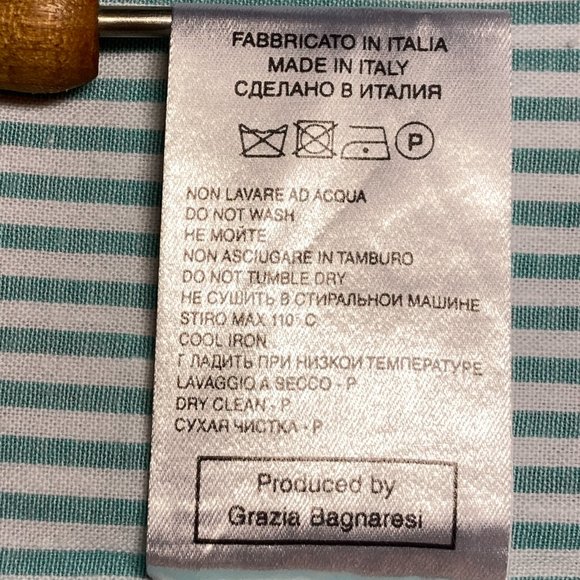 FABBRICATO IN ITALIA
MADE IN ITALY
СДЕЛАНО В ИТАЛИЯ
P
NON LAVARE AD ACQUA
DO NOT WASH
НЕ МОЙТЕ
NON ASCIUGARE IN TAMBURO
DO NOT TUMBLE DRY
НЕ СУШИТЬ В СТИРАЛЬНОЙ МАШИНЕ
STIRO MAX 110° C
COOL IRON
Г ЛАДИТЬ ПРИ НИЗКОЙ ТЕМПЕРАТУРЕ
LAVAGGIO A SECCO - P
DRY CLEAN - P
СУХАЯ ЧИСТКА - P
Produced by
Grazia Bagnaresi